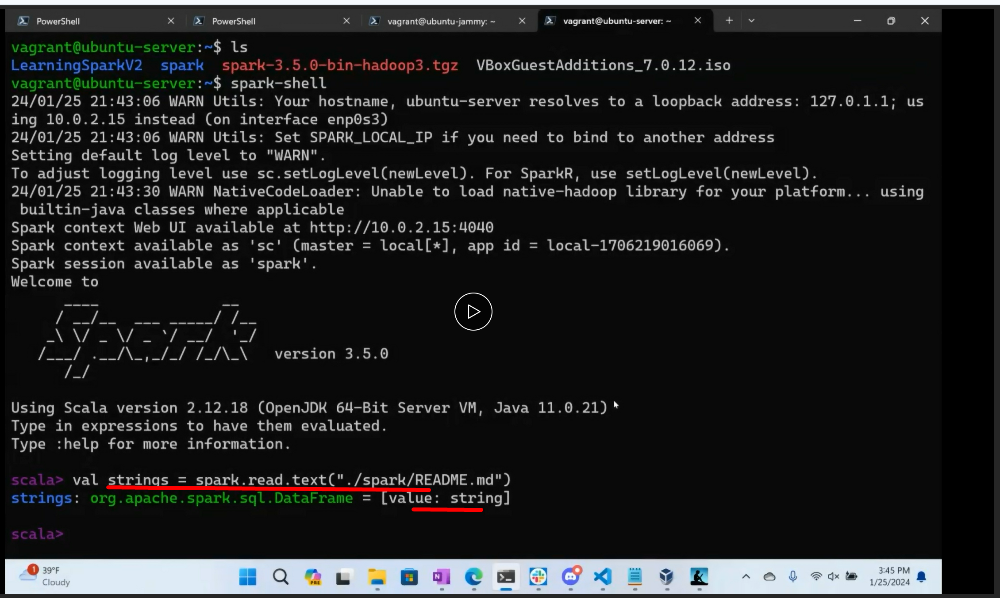 PowerShell
PowerShell
vagrant@ubuntu-jammy: ~
vagrant@ubuntu-server: ~
vagrant@ubuntu-server:~$ ls
LearningSparkV2  spark  spark-3.5.0-bin-hadoop3.tgz  VBoxGuestAdditions_7.0.12.iso
vagrant@ubuntu-server:~$ spark-shell
24/01/25 21:43:06 WARN Utils: Your hostname, ubuntu-server resolves to a loopback address: 127.0.1.1; us
ing 10.0.2.15 instead (on interface enp0s3)
24/01/25 21:43:06 WARN Utils: Set SPARK_LOCAL_IP if you need to bind to another address
Setting default log level to "WARN".
To adjust logging level use sc.setLogLevel(newLevel). For SparkR, use setLogLevel(newLevel).
24/01/25 21:43:30 WARN NativeCodeLoader: Unable to load native-hadoop library for your platform... using
 builtin-java classes where applicable
Spark context Web UI available at http://10.0.2.15:4040
Spark context available as 'sc' (master = local[*], app id = local-1706219016069).
Spark session available as 'spark'.
Welcome to
      ____              __
     / __/__  ___ _____/ /__
    _\ \/ _ \/ _ `/ __/  '_/
   /___/ .__/\_,_/_/ /_/\_\   version 3.5.0
      /_/
Using Scala version 2.12.18 (OpenJDK 64-Bit Server VM, Java 11.0.21)
Type in expressions to have them evaluated.
Type :help for more information.
scala> val strings = spark.read.text("./spark/README.md")
strings: org.apache.spark.sql.DataFrame = [value: string]
scala>
1
39°F
Cloudy
PRE
N
3:45 PM
1/25/2024